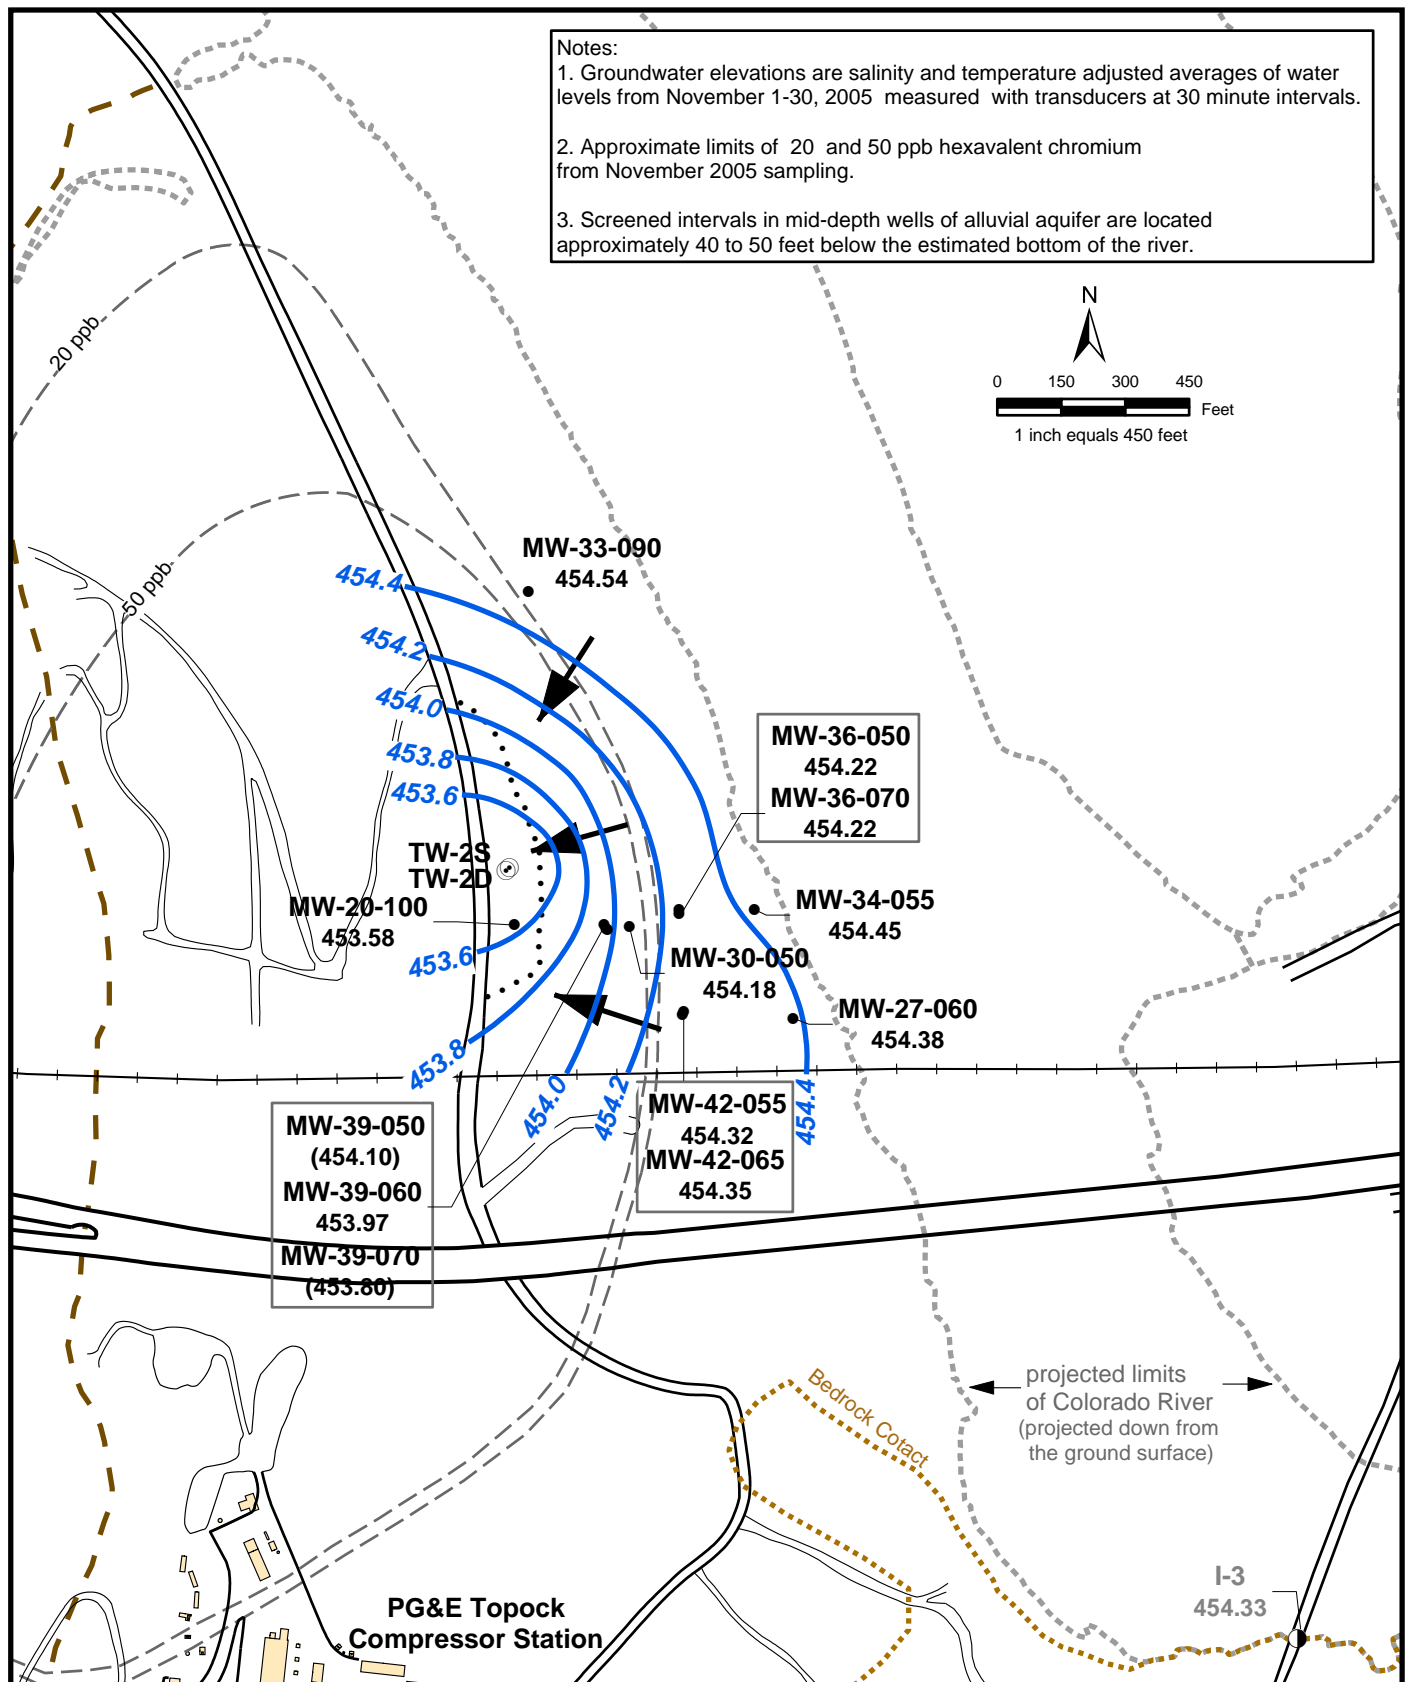 Notes:
1. Groundwater elevations are salinity and temperature adjusted averages of water
levels from November 1-30, 2005 measured with transducers at 30 minute intervals.
2. Approximate limits of 20 and 50 ppb hexavalent chromium
from November 2005 sampling.
3. Screened intervals in mid-depth wells of alluvial aquifer are located
approximately 40 to 50 feet below the estimated bottom of the river.
N
0 150 300 450
Feet
1 inch equals 450 feet
20 ppb
50 ppb
MW-33-090
454.54
454.4
454.2
454.0
453.8
453.6
MW-36-050
454.22
MW-36-070
454.22
TW-2S
TW-2D
MW-20-100
453.58
MW-34-055
454.45
453.6
MW-30-050
454.18
MW-27-060
454.38
453.8
454.0
454.2
454.4
MW-42-055
454.32
MW-42-065
454.35
MW-39-050
(454.10)
MW-39-060
453.97
MW-39-070
(453.80)
Bedrock Cotact
projected limits
of Colorado River
(projected down from
the ground surface)
I-3
454.33
PG&E Topock
Compressor Station